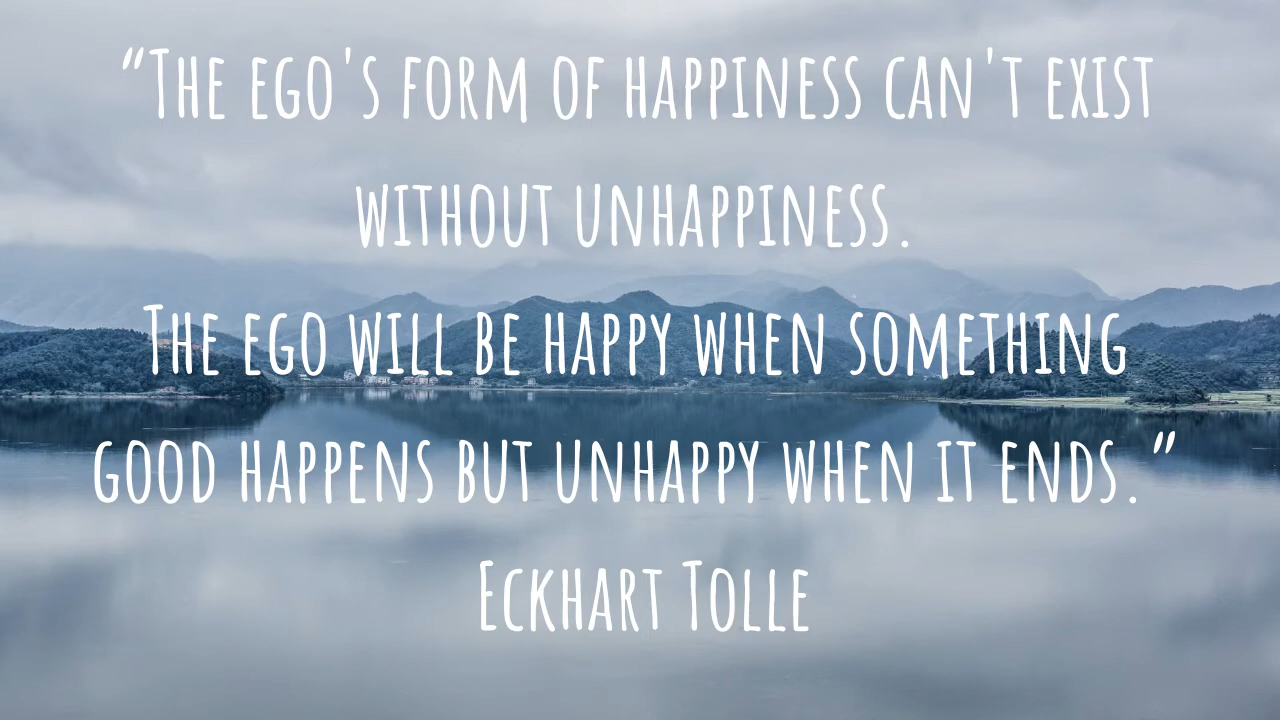 “The ego's form of happiness can't exist
without unhappiness.
The ego will be happy when something
good happens but unhappy when it ends.”
Eckhart Tolle